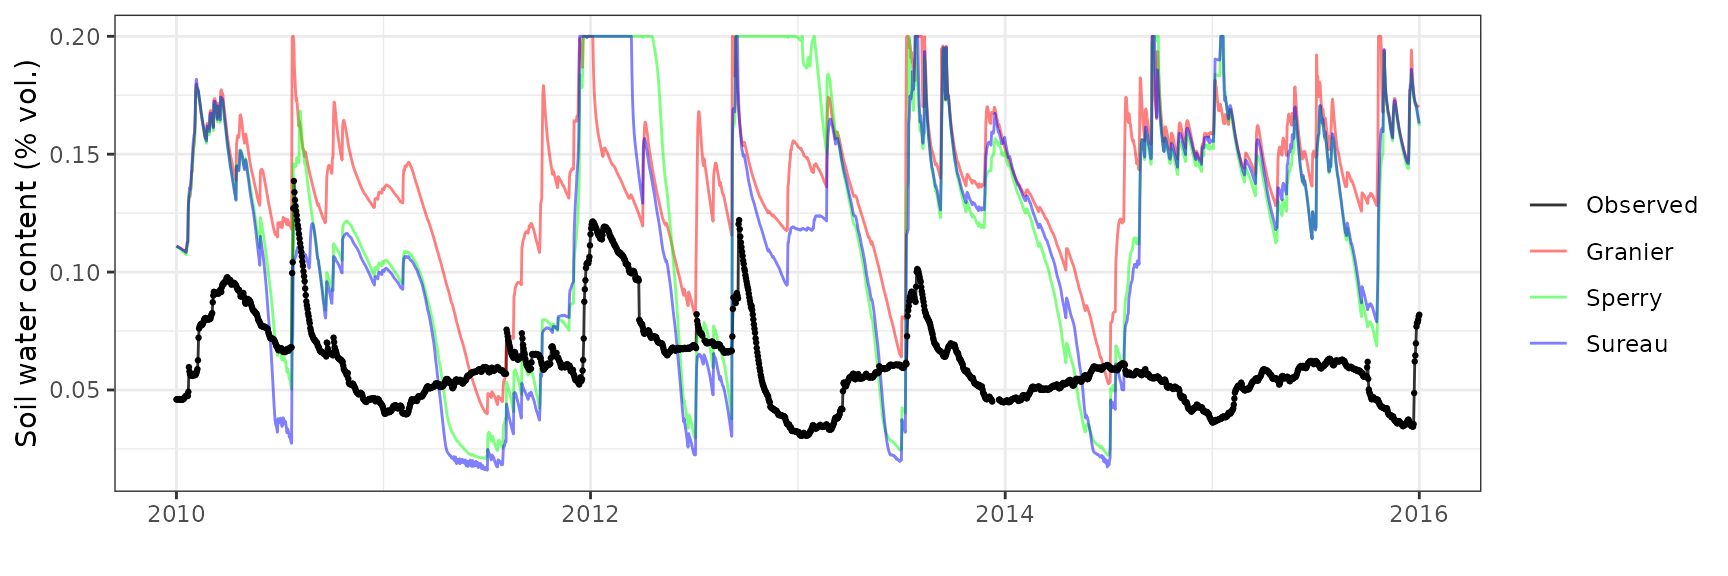 Soil water content (% vol.)
0.20
0.15
0.10
0.05
2010
2012
2014
2016
Observed
Granier
Sperry
Sureau